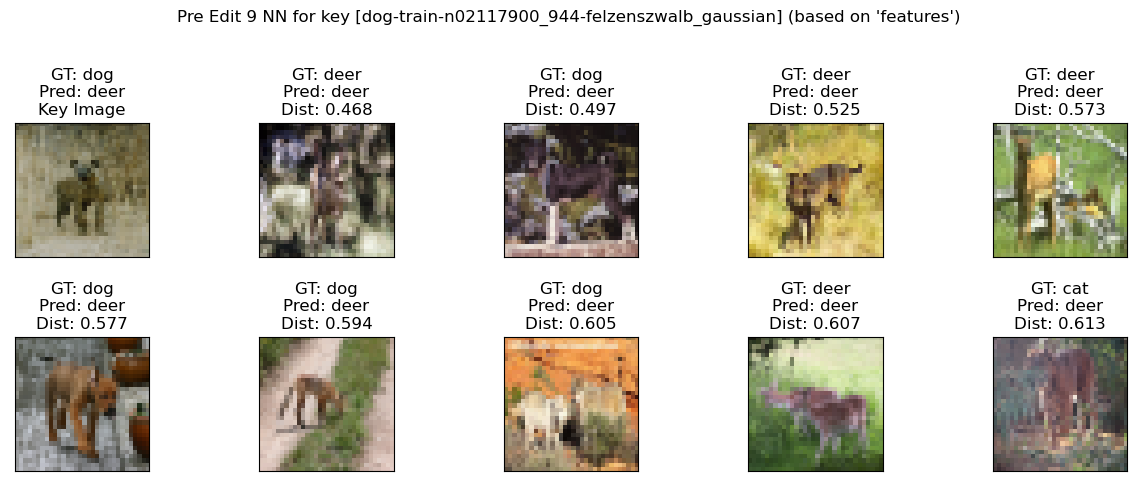 Pre Edit 9 NN for key [dog-train-n02117900_944-felzenszwalb_gaussian] (based on 'features')
GT: dog
Pred: deer
Key Image
GT: deer
Pred: deer
Dist: 0.468
GT: dog
Pred: deer
Dist: 0.497
GT: deer
Pred: deer
Dist: 0.525
GT: deer
Pred: deer
Dist: 0.573
GT: dog
Pred: deer
Dist: 0.577
GT: dog
Pred: deer
Dist: 0.594
GT: dog
Pred: deer
Dist: 0.605
GT: deer
Pred: deer
Dist: 0.607
GT: cat
Pred: deer
Dist: 0.613